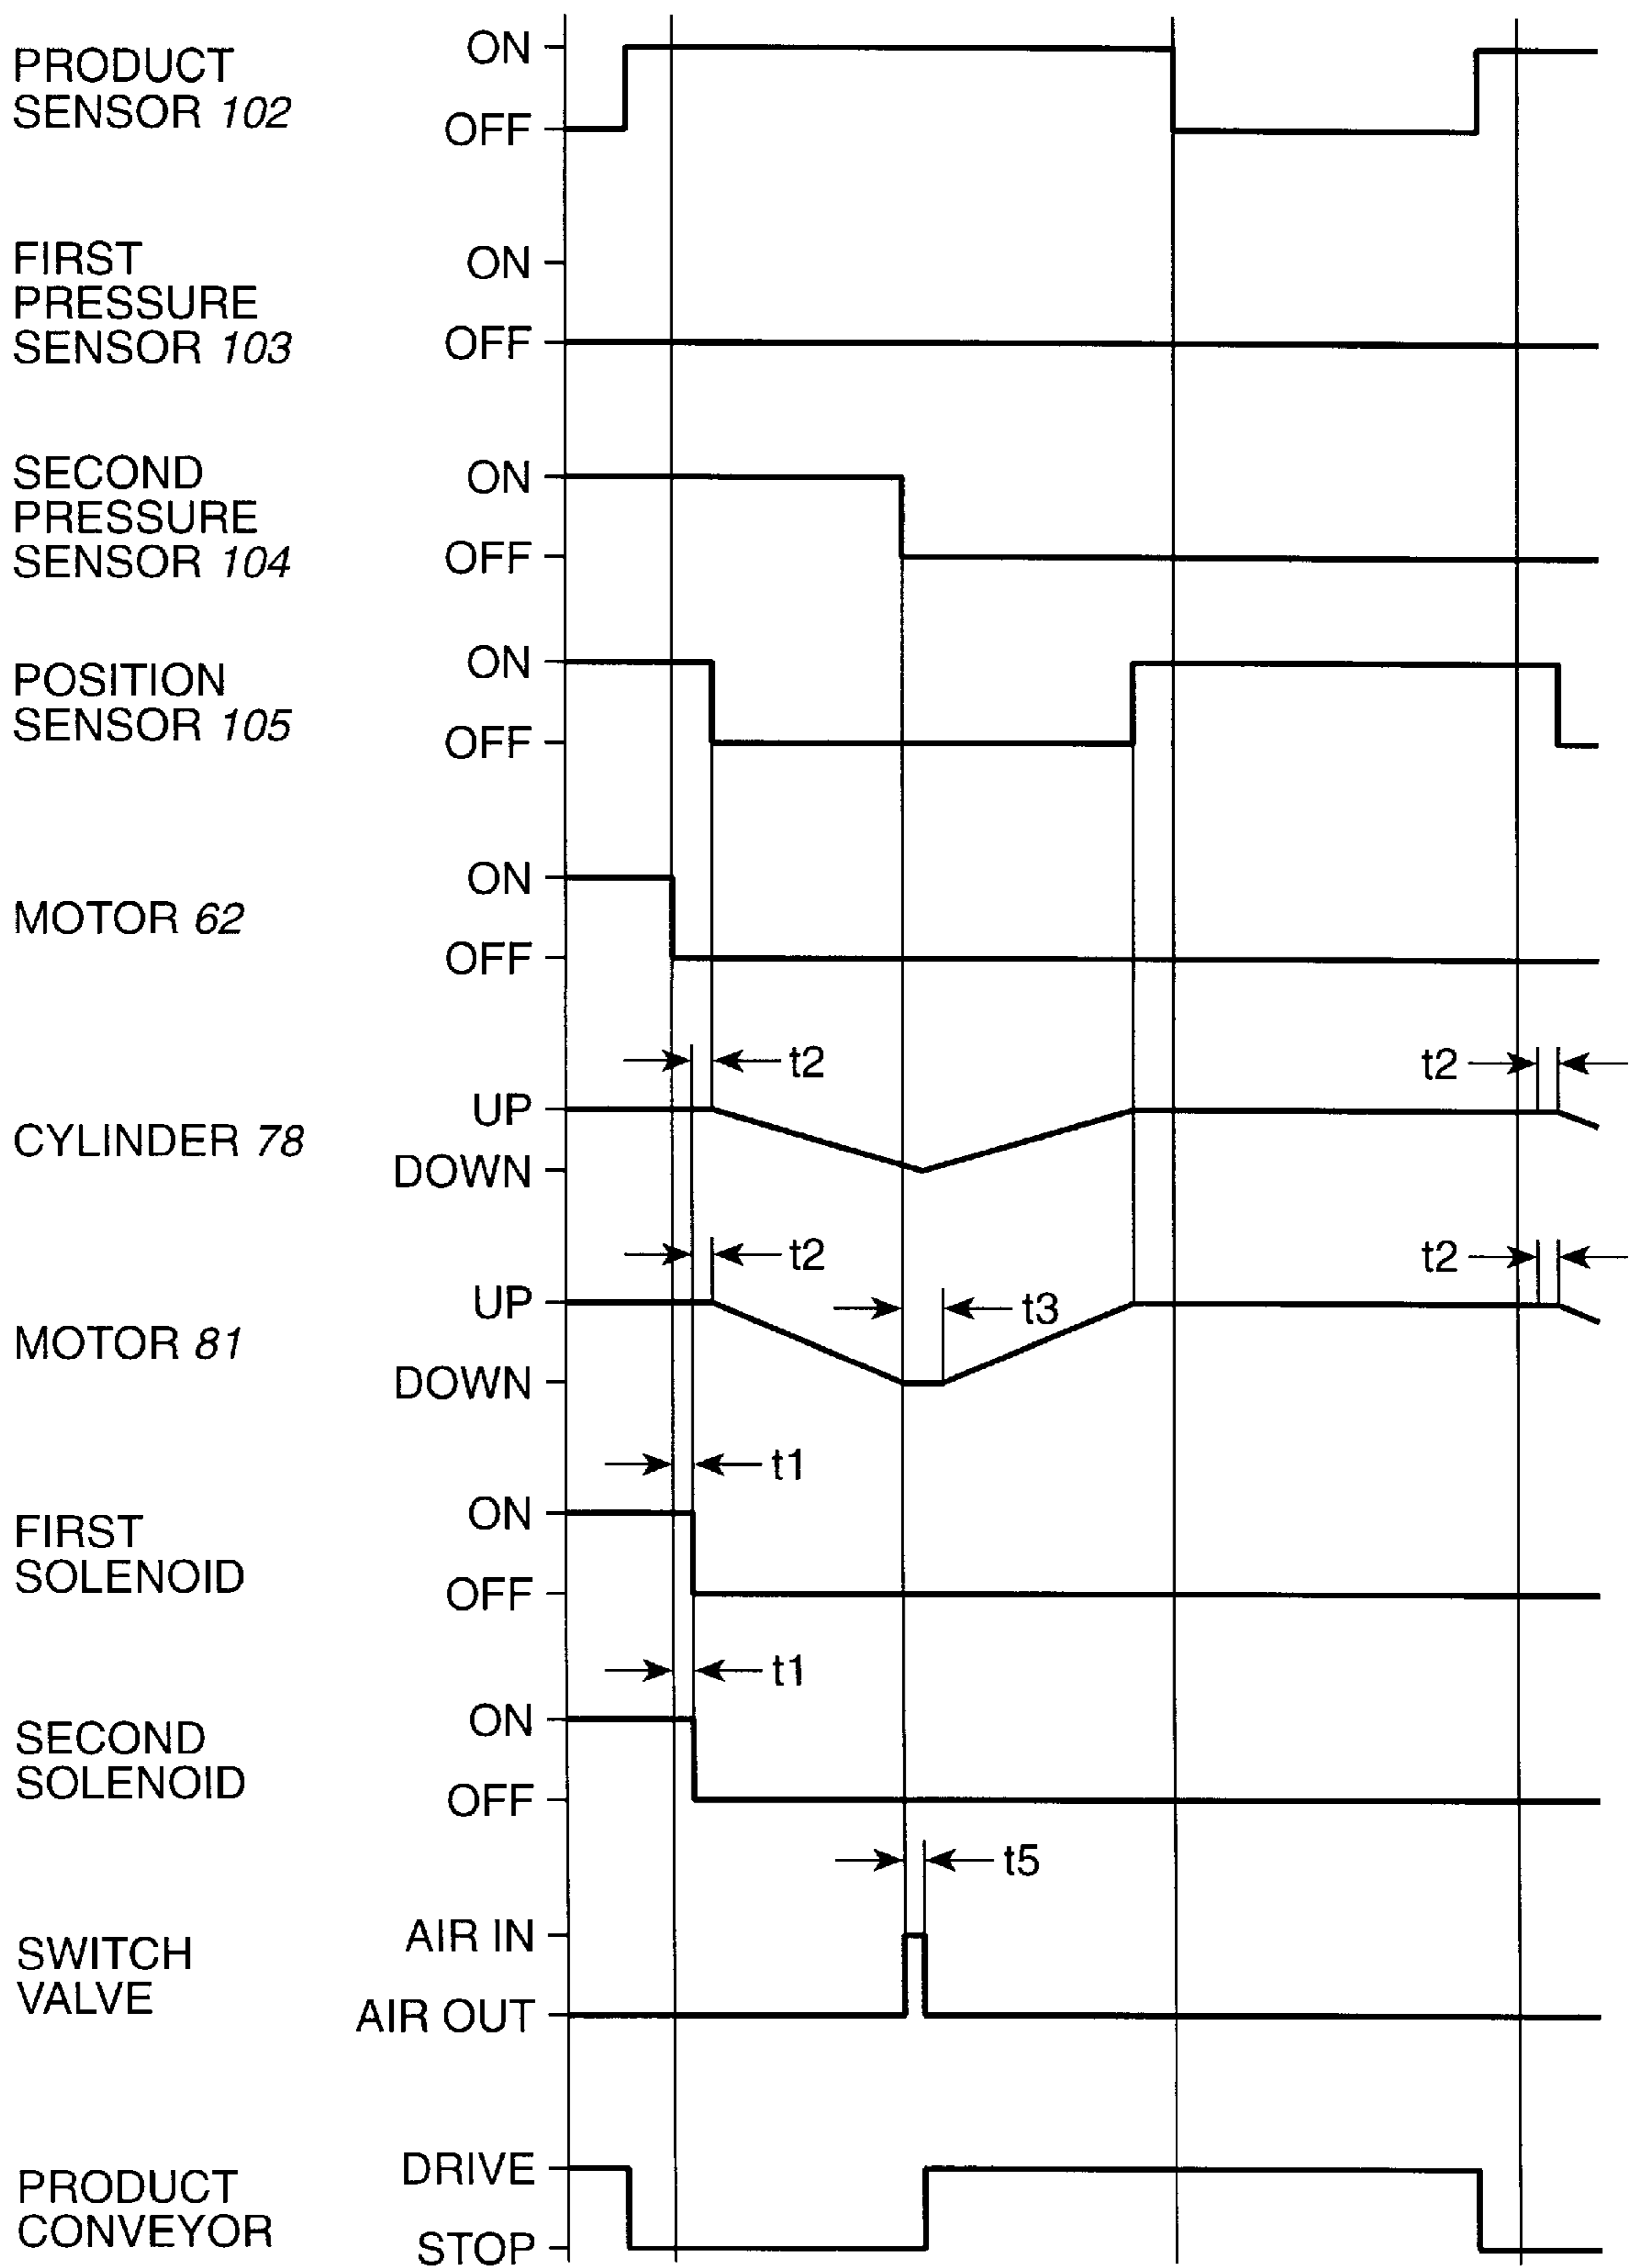 PRODUCT
SENSOR 102
ON
OFF
FIRST
PRESSURE
SENSOR 103
ON
OFF
SECOND
PRESSURE
SENSOR 104
ON
OFF
POSITION
SENSOR 105
ON
OFF
MOTOR 62
ON
OFF
CYLINDER 78
UP
DOWN
t2
t2
MOTOR 81
UP
DOWN
t2
t3
t2
FIRST
SOLENOID
ON
OFF
t1
SECOND
SOLENOID
ON
OFF
t1
SWITCH
VALVE
AIR IN
AIR OUT
t5
PRODUCT
CONVEYOR
DRIVE
STOP